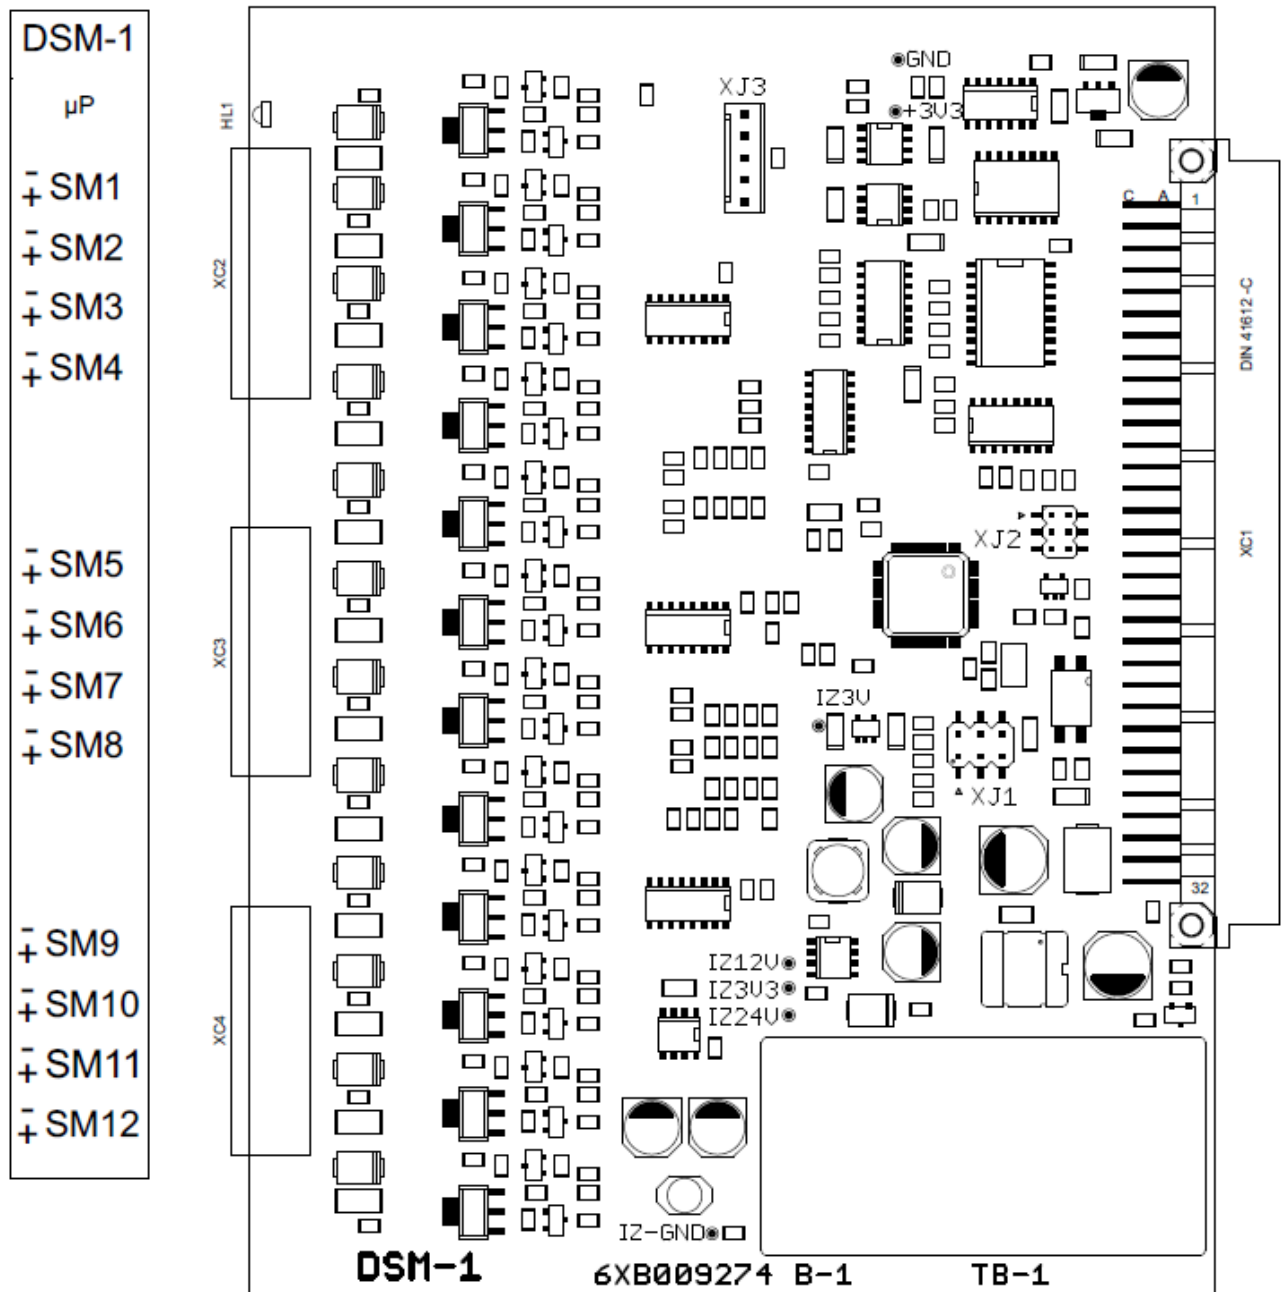 DSM-1
µP
- + SM1
- + SM2
- + SM3
- + SM4
- + SM5
- + SM6
- + SM7
- + SM8
- + SM9
- + SM10
- + SM11
- + SM12
HL1
XC2
XC3
XC4
XJ3
GND
+3V3
C A 1
DIN 41612-C
XJ2
XC1
IZ3V
XJ1
32
IZ12V
IZ3V3
IZ24V
IZ-GND
DSM-1 6XB009274 B-1 TB-1